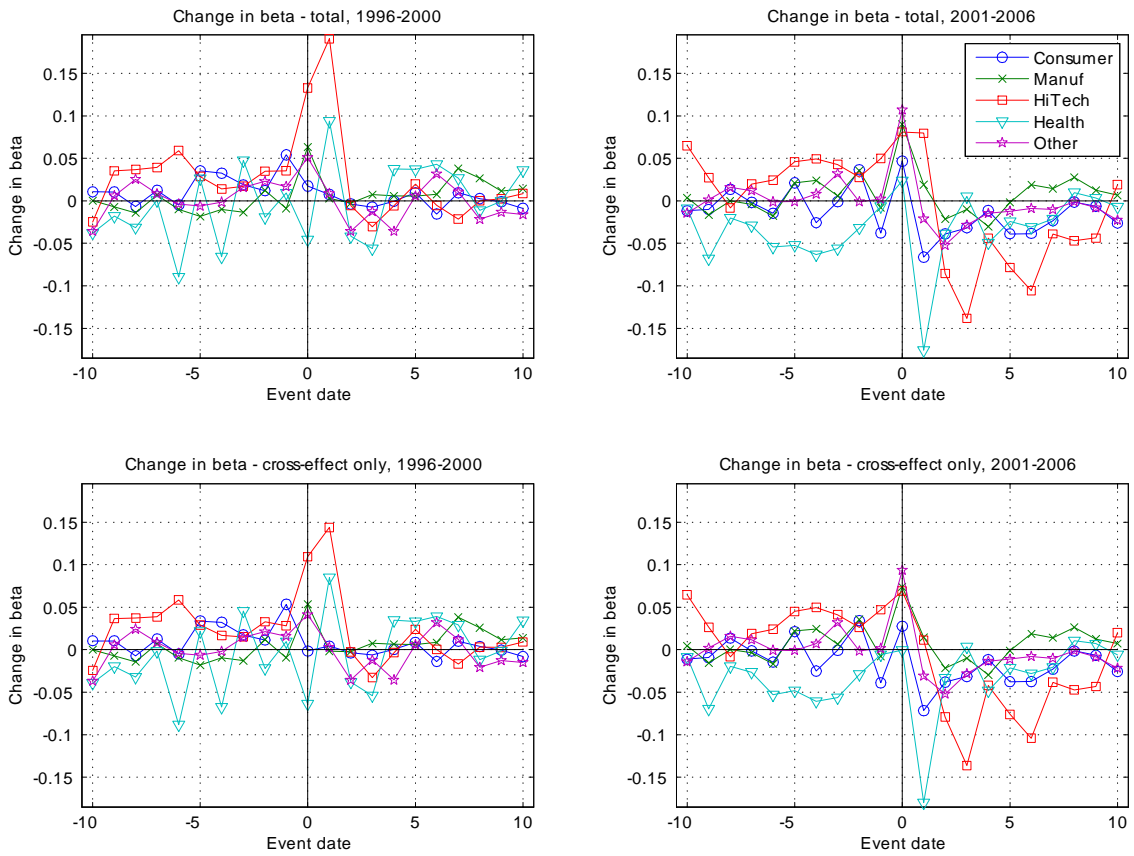 Change in beta - total, 1996-2000
0.15
0.1
0.05
0
-0.05
-0.1
-0.15
Change in beta
-10
-5
0
5
10
Event date
Change in beta - total, 2001-2006
Consumer
Manuf
HiTech
Health
Other
0.15
0.1
0.05
0
-0.05
-0.1
-0.15
Change in beta
-10
-5
0
5
10
Event date
Change in beta - cross-effect only, 1996-2000
0.15
0.1
0.05
0
-0.05
-0.1
-0.15
Change in beta
-10
-5
0
5
10
Event date
Change in beta - cross-effect only, 2001-2006
0.15
0.1
0.05
0
-0.05
-0.1
-0.15
Change in beta
-10
-5
0
5
10
Event date